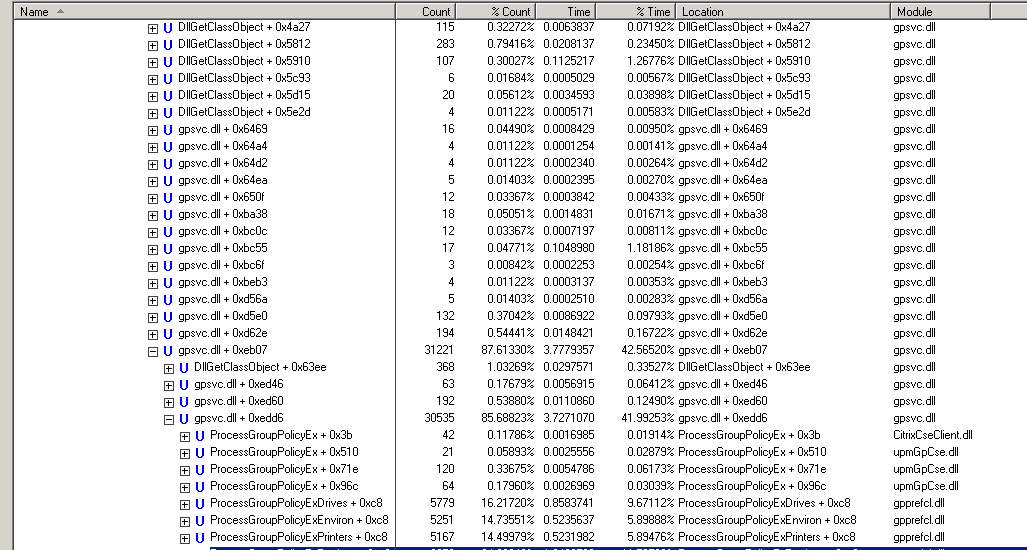 Name Count % Count Time % Time Location Module
DllGetClassObject + 0x4a27 115 0.32272% 0.0063837 0.07192% DllGetClassObject + 0x4a27 gpsvc.dll
DllGetClassObject + 0x5812 283 0.79416% 0.0208137 0.23450% DllGetClassObject + 0x5812 gpsvc.dll
DllGetClassObject + 0x5910 107 0.30027% 0.1125217 1.26776% DllGetClassObject + 0x5910 gpsvc.dll
DllGetClassObject + 0x5c93 6 0.01684% 0.0005029 0.00567% DllGetClassObject + 0x5c93 gpsvc.dll
DllGetClassObject + 0x5d15 20 0.05612% 0.0034593 0.03898% DllGetClassObject + 0x5d15 gpsvc.dll
DllGetClassObject + 0x5e2d 4 0.01122% 0.0005171 0.00583% DllGetClassObject + 0x5e2d gpsvc.dll
gpsvc.dll + 0x6469 16 0.04490% 0.0008429 0.00950% gpsvc.dll + 0x6469 gpsvc.dll
gpsvc.dll + 0x64a4 4 0.01122% 0.0001254 0.00141% gpsvc.dll + 0x64a4 gpsvc.dll
gpsvc.dll + 0x64d2 4 0.01122% 0.0002340 0.00264% gpsvc.dll + 0x64d2 gpsvc.dll
gpsvc.dll + 0x64ea 5 0.01403% 0.0002395 0.00270% gpsvc.dll + 0x64ea gpsvc.dll
gpsvc.dll + 0x650f 12 0.03367% 0.0003842 0.00433% gpsvc.dll + 0x650f gpsvc.dll
gpsvc.dll + 0xba38 18 0.05051% 0.0014831 0.01671% gpsvc.dll + 0xba38 gpsvc.dll
gpsvc.dll + 0xbc0c 12 0.03367% 0.0007197 0.00811% gpsvc.dll + 0xbc0c gpsvc.dll
gpsvc.dll + 0xbc55 17 0.04771% 0.1048980 1.18186% gpsvc.dll + 0xbc55 gpsvc.dll
gpsvc.dll + 0xbc6f 3 0.00842% 0.0002253 0.00254% gpsvc.dll + 0xbc6f gpsvc.dll
gpsvc.dll + 0xbeb3 4 0.01122% 0.0003137 0.00353% gpsvc.dll + 0xbeb3 gpsvc.dll
gpsvc.dll + 0xd56a 5 0.01403% 0.0002510 0.00283% gpsvc.dll + 0xd56a gpsvc.dll
gpsvc.dll + 0xd5e0 132 0.37042% 0.0086922 0.09793% gpsvc.dll + 0xd5e0 gpsvc.dll
gpsvc.dll + 0xd62e 194 0.54441% 0.0148421 0.16722% gpsvc.dll + 0xd62e gpsvc.dll
gpsvc.dll + 0xeb07 31221 87.61330% 3.7779357 42.56520% gpsvc.dll + 0xeb07 gpsvc.dll
DllGetClassObject + 0x63ee 368 1.03269% 0.0297571 0.33527% DllGetClassObject + 0x63ee gpsvc.dll
gpsvc.dll + 0xed46 63 0.17679% 0.0056915 0.06412% gpsvc.dll + 0xed46 gpsvc.dll
gpsvc.dll + 0xed60 192 0.53880% 0.0110860 0.12490% gpsvc.dll + 0xed60 gpsvc.dll
gpsvc.dll + 0xedd6 30535 85.68823% 3.7271070 41.99253% gpsvc.dll + 0xedd6 gpsvc.dll
ProcessGroupPolicyEx + 0x3b 42 0.11786% 0.0016985 0.01914% ProcessGroupPolicyEx + 0x3b CitrixCseClient.dll
ProcessGroupPolicyEx + 0x510 21 0.05893% 0.0025556 0.02879% ProcessGroupPolicyEx + 0x510 upmGpCse.dll
ProcessGroupPolicyEx + 0x71e 120 0.33675% 0.0054786 0.06173% ProcessGroupPolicyEx + 0x71e upmGpCse.dll
ProcessGroupPolicyEx + 0x96c 64 0.17960% 0.0026969 0.03039% ProcessGroupPolicyEx + 0x96c upmGpCse.dll
ProcessGroupPolicyExDrives + 0xc8 5779 16.21720% 0.8583741 9.67112% ProcessGroupPolicyExDrives + 0xc8 gpprefcl.dll
ProcessGroupPolicyExEnviron + 0xc8 5251 14.73551% 0.5235637 5.89888% ProcessGroupPolicyExEnviron + 0xc8 gpprefcl.dll
ProcessGroupPolicyExPrinters + 0xc8 5167 14.49979% 0.5231982 5.89476% ProcessGroupPolicyExPrinters + 0xc8 gpprefcl.dll